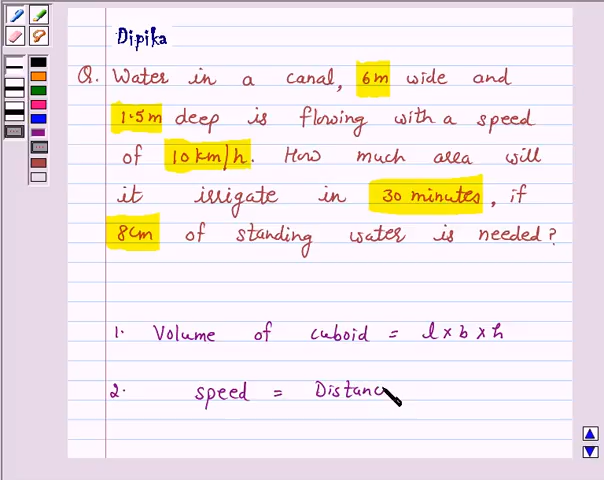 Dipika
Q. Water in a canal, 6m wide and
1.5m deep is flowing with a speed
of 10 km/h. How much area will
it irrigate in 30 minutes, if
8cm of standing water is needed?
1. Volume of cuboid = l × b × h
2. speed = Distanc